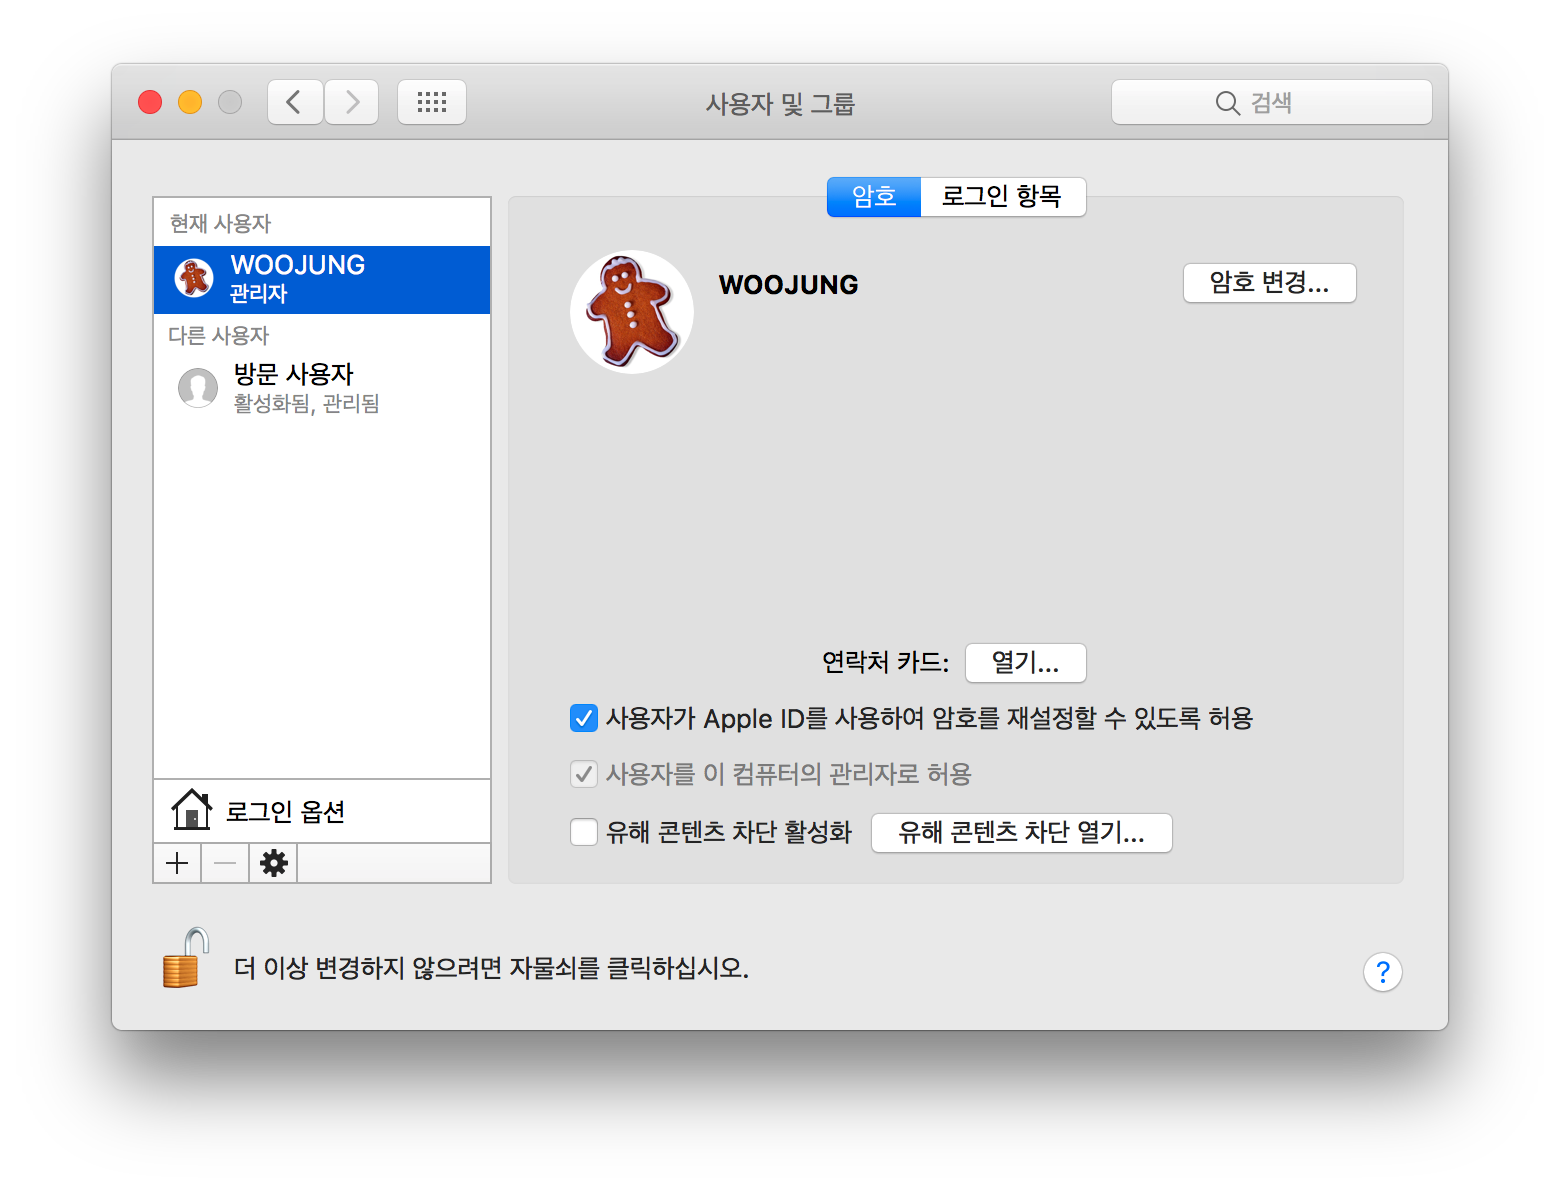 사용자 및 그룹
검색
현재 사용자
WOOJUNG
관리자
다른 사용자
방문 사용자
활성화됨, 관리됨
로그인 옵션
암호
로그인 항목
WOOJUNG
암호 변경...
연락처 카드:
열기...
사용자가 Apple ID를 사용하여 암호를 재설정할 수 있도록 허용
사용자를 이 컴퓨터의 관리자로 허용
유해 콘텐츠 차단 활성화
유해 콘텐츠 차단 열기...
더 이상 변경하지 않으려면 자물쇠를 클릭하십시오.
?